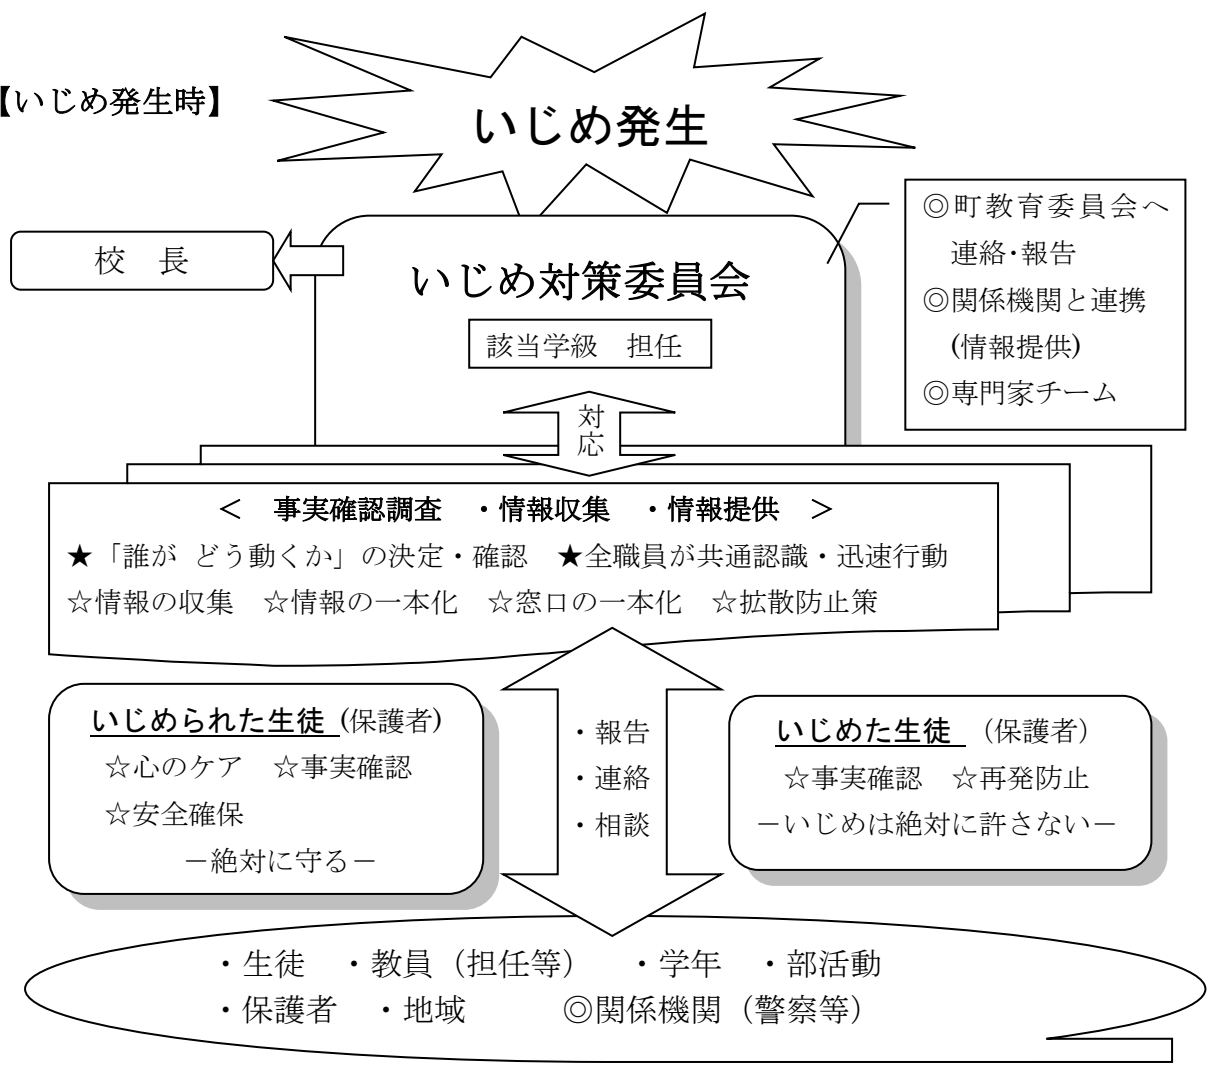 【いじめ発生時】
いじめ発生
校　長
いじめ対策委員会
該当学級　担任
◎町教育委員会へ
連絡・報告
◎関係機関と連携
(情報提供)
◎専門家チーム
対応
＜　事実確認調査　・情報収集　・情報提供　＞
★「誰が どう動くか」の決定・確認　★全職員が共通認識・迅速行動
☆情報の収集　☆情報の一本化　☆窓口の一本化　☆拡散防止策
いじめられた生徒 (保護者)
☆心のケア　☆事実確認
☆安全確保
－絶対に守る－
・報告
・連絡
・相談
いじめた生徒 （保護者）
☆事実確認　☆再発防止
－いじめは絶対に許さない－
・生徒　・教員（担任等）　・学年　・部活動
・保護者　・地域　　　◎関係機関（警察等）